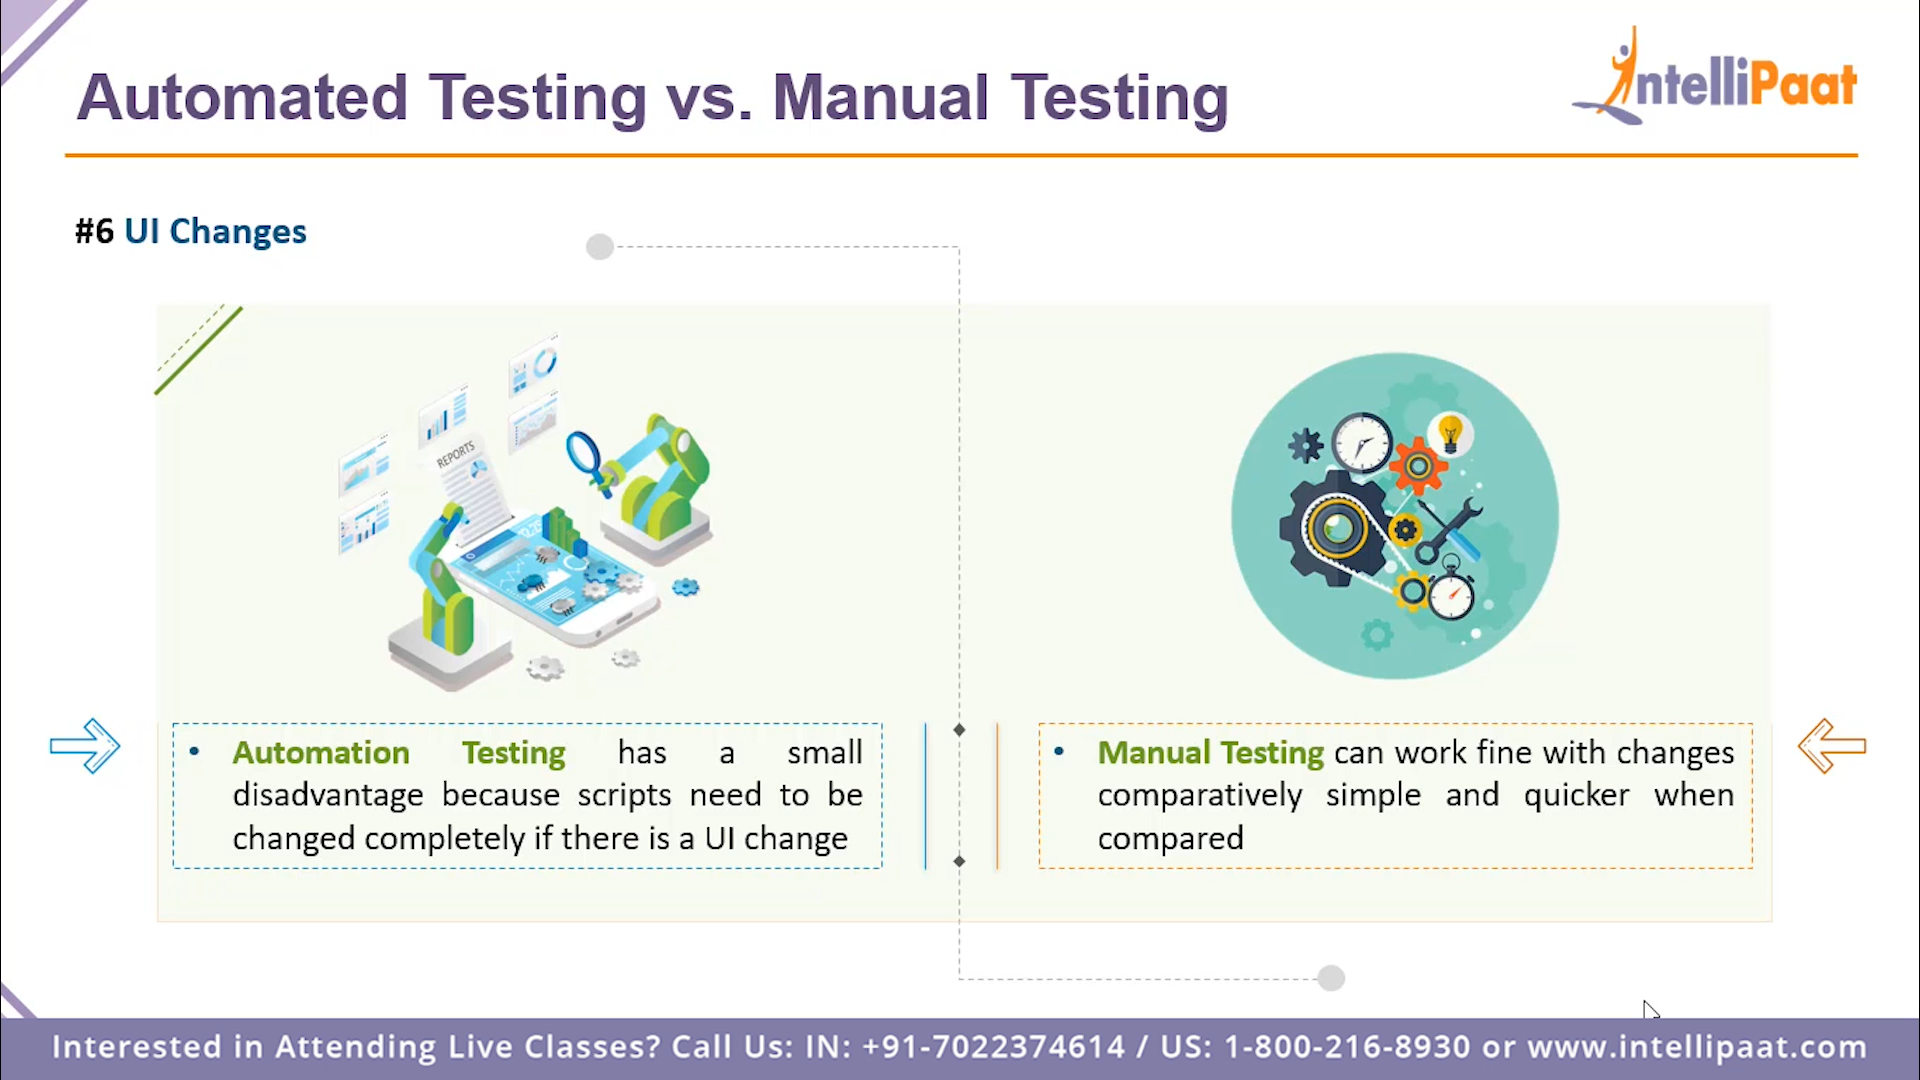 Automated Testing vs. Manual Testing
IntelliPaat
#6 UI Changes
REPORTS
• Automation Testing has a small
disadvantage because scripts need to be
changed completely if there is a UI change
• Manual Testing can work fine with changes
comparatively simple and quicker when
compared
Interested in Attending Live Classes? Call Us: IN: +91-7022374614 / US: 1-800-216-8930 or www.intellipaat.com